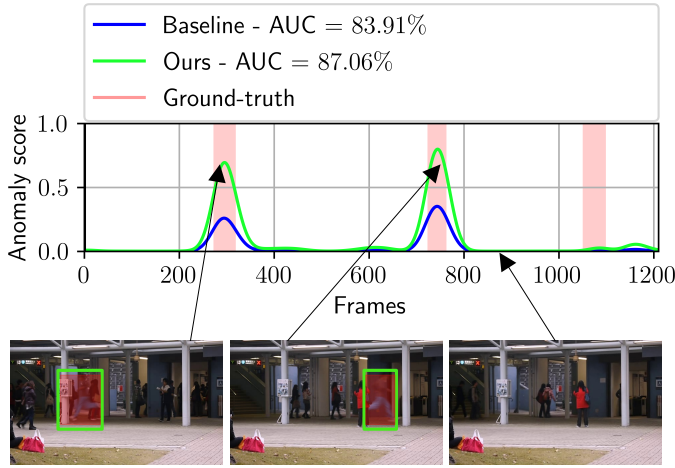 Baseline - AUC = 83.91%
Ours - AUC = 87.06%
Ground-truth
Anomaly score
1.0
0.5
0.0
0 200 400 600 800 1000 1200
Frames